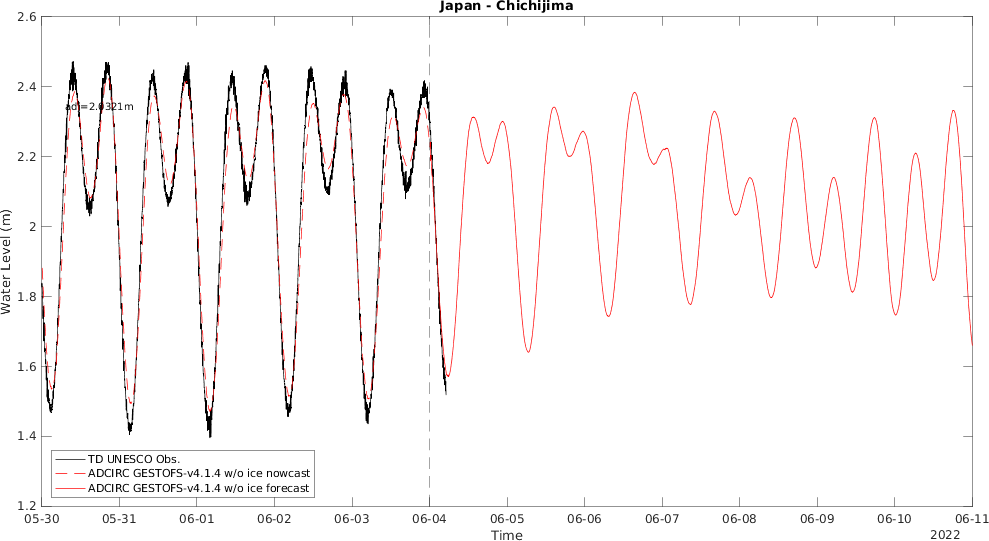 Japan - Chichijima
2.6
2.4
2.2
2
1.8
1.6
1.4
1.2
Water Level (m)
TD UNESCO Obs.
ADCIRC GESTOFS-v4.1.4 w/o ice nowcast
ADCIRC GESTOFS-v4.1.4 w/o ice forecast
05-30 05-31 06-01 06-02 06-03 06-04 06-05 06-06 06-07 06-08 06-09 06-10 06-11
Time
2022